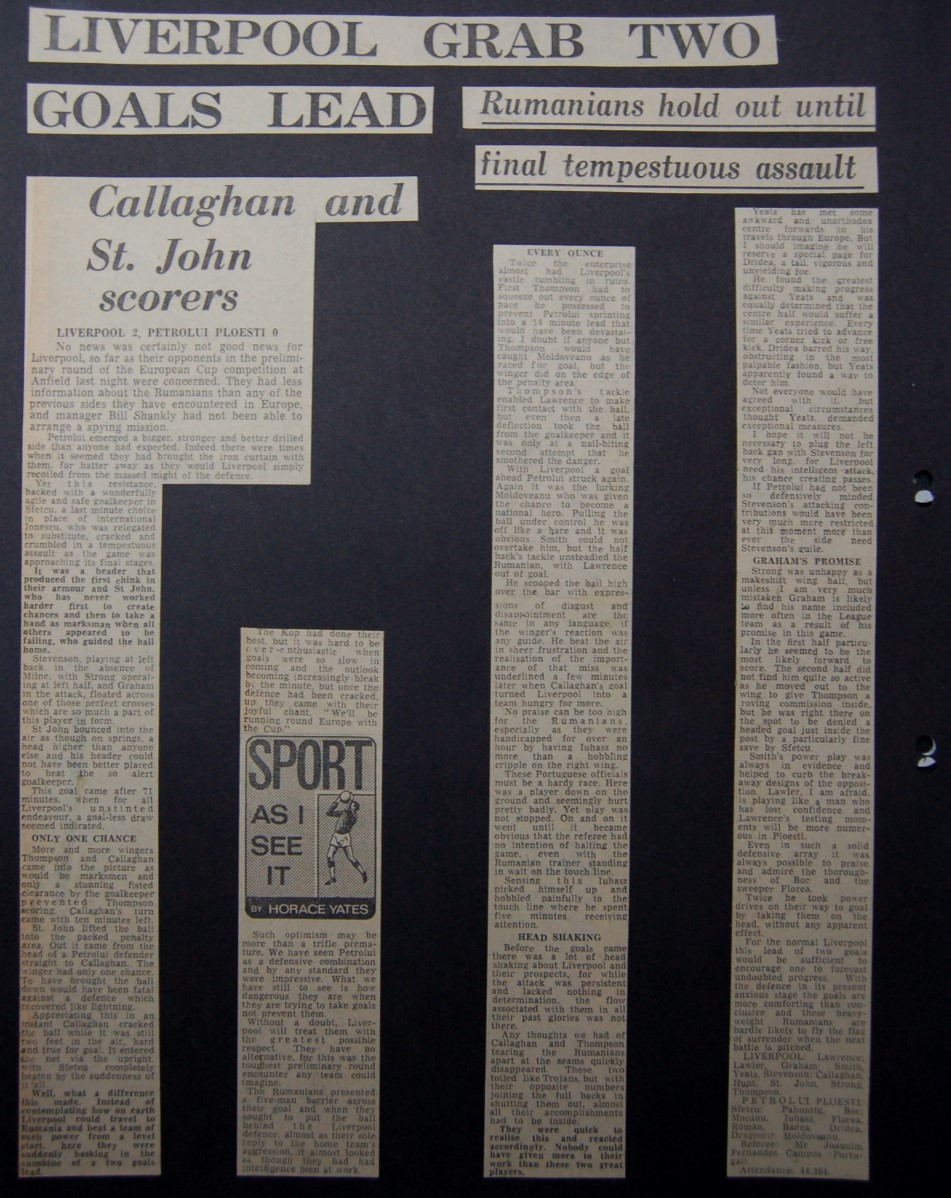 LIVERPOOL GRAB TWO
GOALS LEAD
Rumanians hold out until
final tempestuous assault
Callaghan and
St. John
scorers
LIVERPOOL 2, PETROLUI PLOESTI 0
No news was certainly not good news for
Liverpool, so far as their opponents in the prelimi-
nary round of the European Cup competition at
Anfield last night were concerned. They had less
information about the Rumanians than any of the
previous sides they have encountered in Europe,
and manager Bill Shankly had not been able to
arrange a spying mission.
Petrolui emerged a bigger, stronger and better drilled
side than anyone had expected. Indeed there were times
when it seemed they had brought the iron curtain with
them, for batter away as they would Liverpool simply
recoiled from the missed might of the defence.
Yet this resistance,
hacked with a wonderfully
agile and safe goalkeeper in
Sfetcu, a last minute choice
in place of international
Ionescu, who was relegated
to substitute, cracked and
crumbled in a tempestuous
assault as the game was
approaching its final stages.
It was a header that
produced the first chink in
their armour and St John,
who has never worked
harder first to create
chances and then to take a
hand as marksman when all
others appeared to be
failing, who guided the ball
home.
Stevenson, playing at left
back in the absence of
Milne, with Strong operat-
ing at left half, and Graham
in the attack, floated across
one of those perfect crosses
which are so much a part of
this player in form.
St John bounced into the
air as though on springs, a
head higher than anyone
else and his header could
not have been better placed
to beat the so alert
goalkeeper.
This goal came after 71
minutes, when for all
Liverpool's unstinted
endeavour, a goal-less draw
seemed indicated.
ONLY ONE CHANCE
More and more wingers
Thompson and Callaghan
came into the picture as
would be marksmen and
only a stunning fisted
clearance by the goalkeeper
prevented Thompson
scoring. Callaghan's turn
came with ten minutes left.
St. John lifted the ball
into the packed penalty
area. Out it came from the
head of a Petrolui defender
straight to Callaghan. The
winger had only one chance.
To have brought the ball
down would have been fatal
against a defence which
recovered like lightning.
Appreciating this in an
instant Callaghan cracked
the ball while it was still
two feet in the air, hard
and true for goal. It entered
the net via the upright,
with Sfetcu completely
beaten by the suddenness of
it all.
Well, what a difference
this made. Instead of
contemplating how on earth
Liverpool could travel to
Rumania and beat a team of
such power from a level
start, here they were
suddenly basking in the
sunshine of a two goals
lead.
The Kop had done their
best, but it was hard to be
ever-enthusiastic when
goals were so slow in
coming and the outlook
becoming increasingly bleak
by the minute, but once the
defence had been cracked,
up they came with their
joyful chant, "We'll be
running round Europe with
the Cup."
SPORT
AS I
SEE
IT
BY HORACE YATES
Such optimism may be
more than a trifle prema-
ture. We have seen Petrolui
as a defensive combination
and by any standard they
were impressive. What we
have still to see is how
dangerous they are when
they are trying to take goals
not prevent them.
Without a doubt, Liver-
pool will treat them with
the greatest possible
respect. They have no
alternative, for this was the
toughest preliminary round
encounter any team could
imagine.
The Rumanians presented
a five-man barrier across
their goal and when they
sought to put the ball
behind the Liverpool
defence, almost as their sole
reply to the home team's
aggression, it almost looked
as though they had had
intelligence men at work.
EVERY OUNCE
Twice the enterprise
almost had Liverpool's
castle tumbling in ruins.
First Thompson had to
squeeze out every ounce of
pace he possessed to
prevent Petrolui sprinting
into a 14 minute lead that
would have been devastat-
ing. I doubt if anyone but
Thompson would have
caught Moldoveanu as he
raced for goal, but the
winger did on the edge of
the penalty area.
Thompson's tackle
enabled Lawrence to make
first contact with the ball,
but even then a late
deflection took the ball
from the goalkeeper and it
was only at a nail-biting
second attempt that he
smothered the danger.
With Liverpool a goal
ahead Petrolui struck again.
Again it was the lurking
Moldoveanu who was given
the chance to become a
national hero. Pulling the
ball under control he was
off like a hare and it was
obvious Smith could not
overtake him, but the half
back's tackle unsteadied the
Rumanian, with Lawrence
out of goal.
He scooped the ball high
over the bar with expres-
sions of disgust and
disappointment are the
same in any language, if
the winger's reaction was
any guide. He beat the air
in sheer frustration and the
realisation of the import-
ance of that miss was
underlined a few minutes
later when Callaghan's goal
turned Liverpool into a
team hungry for more.
No praise can be too high
for the Rumanians,
especially as they were
handicapped for over an
hour by having Iuhasz no
more than a hobbling
cripple on the right wing.
These Portuguese officials
must be a hardy race. Here
was a player down on the
ground and seemingly hurt
pretty badly. Yet play was
not stopped. On and on it
went until it became
obvious that the referee had
no intention of halting the
game, even with the
Rumanian trainer standing
in wait on the touch line.
Sensing this Iuhasz
picked himself up and
hobbled painfully to the
touch line where he spent
five minutes receiving
attention.
HEAD SHAKING
Before the goals came
there was a lot of head
shaking about Liverpool and
their prospects, for while
the attack was persistent
and lacked nothing in
determination, the flow
associated with them in all
their past glories was not
there.
Any thoughts we had of
Callaghan and Thompson
tearing the Rumanians
apart at the seams quickly
disappeared. These two
toiled like Trojans, but with
their opposite numbers
joining the full backs in
shutting them out, almost
all their accomplishments
had to be inside.
They were quick to
realise this and reacted
accordingly. Nobody could
have given more to their
work than these two great
players.
Yeats has met some
awkward and unorthodox
centre forwards in his
travels through Europe. But
I should imagine he will
reserve a special page for
Dridea, a tall, vigorous and
unyielding foe.
He found the greatest
difficulty making progress
against Yeats and was
equally determined that the
centre half would suffer a
similar experience. Every
time Yeats tried to advance
for a corner kick or free
kick, Dridea barred his way,
obstructing in the most
palpable fashion, but Yeats
apparently found a way to
deter him.
Not everyone would have
agreed with it, but
exceptional circumstances
thought Yeats, demanded
exceptional measures.
I hope it will not be
necessary to plug the left
back gap with Stevenson for
very long, for Liverpool
need his intelligent attack,
his chance creating passes.
If Petrolui had not been
so defensively minded
Stevenson's attacking con-
tributions would have been
very much more restricted
at this moment more than
ever the side need
Stevenson's guile.
GRAHAM'S PROMISE
Strong was unhappy as a
makeshift wing half, but
unless I am very much
mistaken Graham is likely
to find his name included
more often in the League
team as a result of his
promise in this game.
In the first half particu-
larly he seemed to be the
most likely forward to
score. The second half did
not find him quite so active
as he moved out to the
wing to give Thompson a
roving commission inside,
but he was right there on
the spot to be denied a
headed goal just inside the
post by a particularly fine
save by Sfetcu.
Smith's power play was
always in evidence and
helped to curb the break-
away designs of the opposi-
tion. Lawler, I am afraid,
is playing like a man who
has lost confidence and
Lawrence's testing mom-
ents will be more numer-
ous in Ploesti.
Even in such a solid
defensive array it was
always possible to praise
and admire the thorough-
ness of Boc and the
sweeper Florea.
Twice he took power
drives on their way to goal
by taking them on the
head, without any apparent
effect.
For the normal Liverpool
this lead of two goals
would be sufficient to
encourage one to forecast
undoubted progress. With
the defence in its present
anxious stage the goals are
more comforting than con-
clusive and these heavy-
weight Rumanians are
hardly likely to fly the flag
of surrender when the next
battle is pitched.
LIVERPOOL: Lawrence;
Lawler, Graham, Smith,
Yeats, Stevenson; Callaghan,
Hunt, St. John, Strong,
Thompson.
PETROLUI PLOESTI:
Sfetcu; Pahontu, Boc;
Mocanu, Iuhasz, Florea,
Roman, Banea, Dridea,
Dragomir Moldoveanu
Referee: Mr Joaquim
Fernandes Campos (Portu-
gal).
Attendance: 44,364.